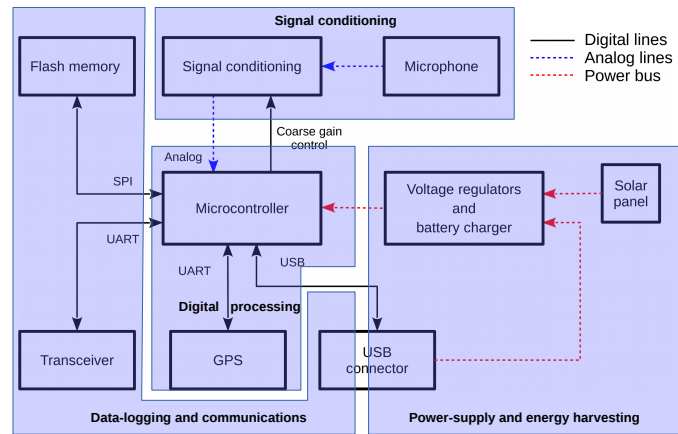 Signal conditioning
Digital lines
Analog lines
Power bus
Flash memory
Signal conditioning
Microphone
Coarse gain
control
Analog
SPI
Microcontroller
Voltage regulators
and
battery charger
Solar
panel
UART
UART
USB
Digital processing
Transceiver
GPS
USB
connector
Data-logging and communications
Power-supply and energy harvesting